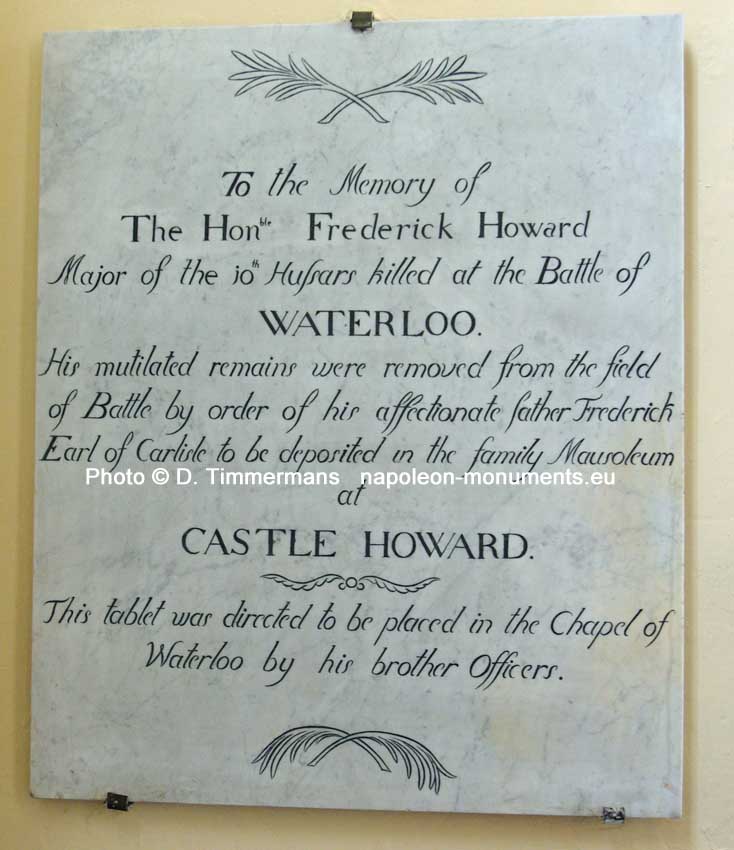 To the Memory of
The Honble Frederick Howard
Major of the 10th Huſsars killed at the Battle of
WATERLOO.
His mutilated remains were removed from the field
of Battle by order of his affectionate father Frederick
Earl of Carlisle to be deposited in the family Mausoleum
Photo © D. Timmermans napoleon-monuments.eu
at
CASTLE HOWARD.
This tablet was directed to be placed in the Chapel of
Waterloo by his brother Officers.